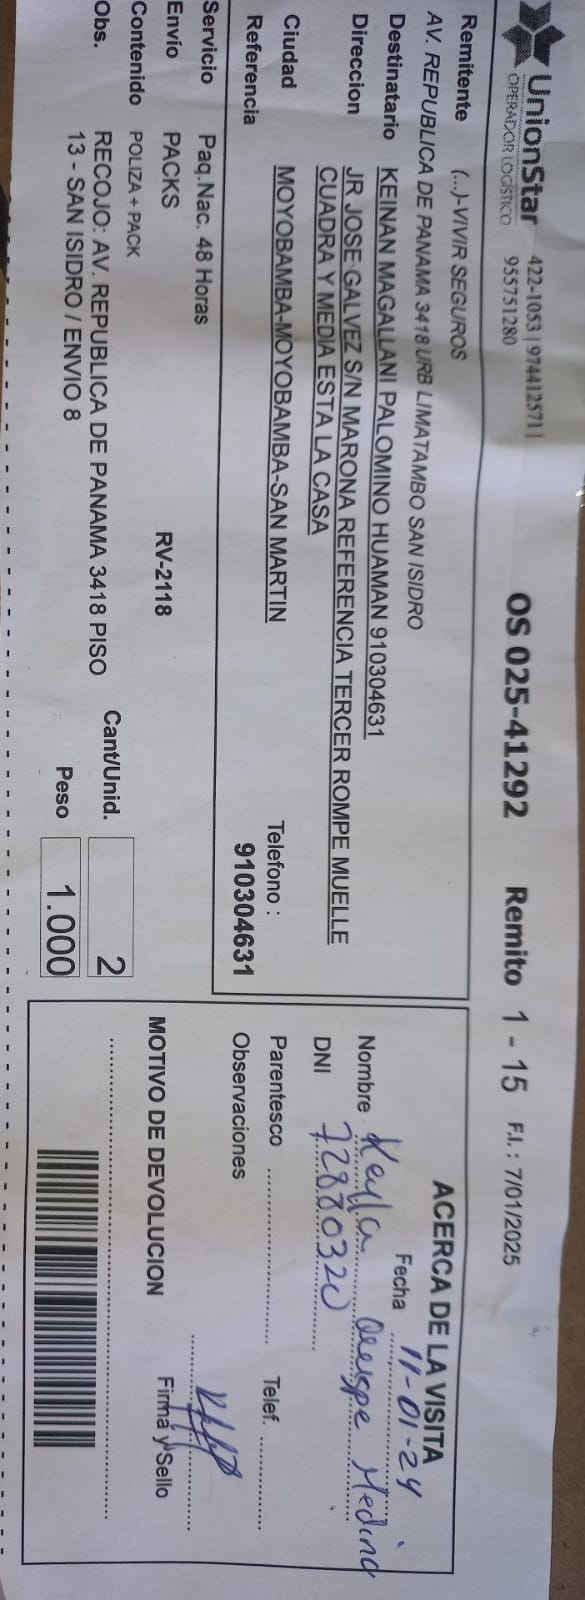 UnionStar
OPERADOR LOGÍSTICO
422-1053 | 974412571 |
955751280
OS 025-41292 Remito 1 - 15 F.I.: 7/01/2025
Remitente (...)-VIVIR SEGUROS
AV. REPUBLICA DE PANAMA 3418 URB LIMATAMBO SAN ISIDRO
Destinatario KEINAN MAGALLANI PALOMINO HUAMAN 910304631
Direccion JR JOSE GALVEZ S/N MARONA REFERENCIA TERCER ROMPE MUELLE
CUADRA Y MEDIA ESTA LA CASA
Ciudad MOYOBAMBA-MOYOBAMBA-SAN MARTIN
Referencia
Telefono :
910304631
Servicio Paq.Nac. 48 Horas
Envío PACKS RV-2118
Contenido POLIZA + PACK
Obs. RECOJO: AV. REPUBLICA DE PANAMA 3418 PISO
13 - SAN ISIDRO / ENVIO 8
Cant/Unid. 2
Peso 1.000
ACERCA DE LA VISITA
Fecha 11-01-24
Nombre Keyla Quispe Medina
DNI 72880320
Parentesco Telef.
Observaciones
Firma y Sello
MOTIVO DE DEVOLUCION